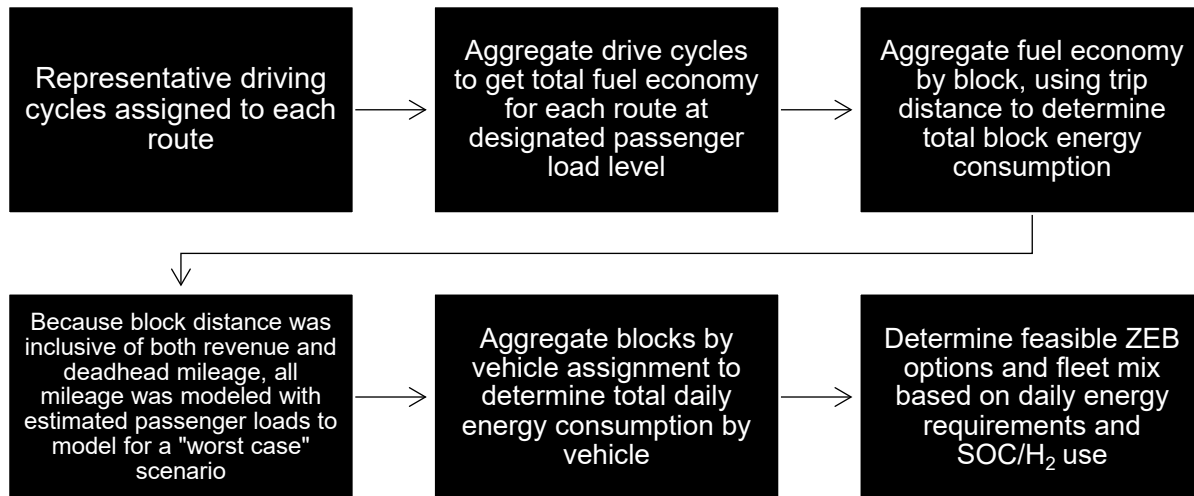 Representative driving
cycles assigned to each
route
Aggregate drive cycles
to get total fuel economy
for each route at
designated passenger
load level
Aggregate fuel economy
by block, using trip
distance to determine
total block energy
consumption
Because block distance was
inclusive of both revenue and
deadhead mileage, all
mileage was modeled with
estimated passenger loads to
model for a "worst case"
scenario
Aggregate blocks by
vehicle assignment to
determine total daily
energy consumption by
vehicle
Determine feasible ZEB
options and fleet mix
based on daily energy
requirements and
SOC/H₂ use